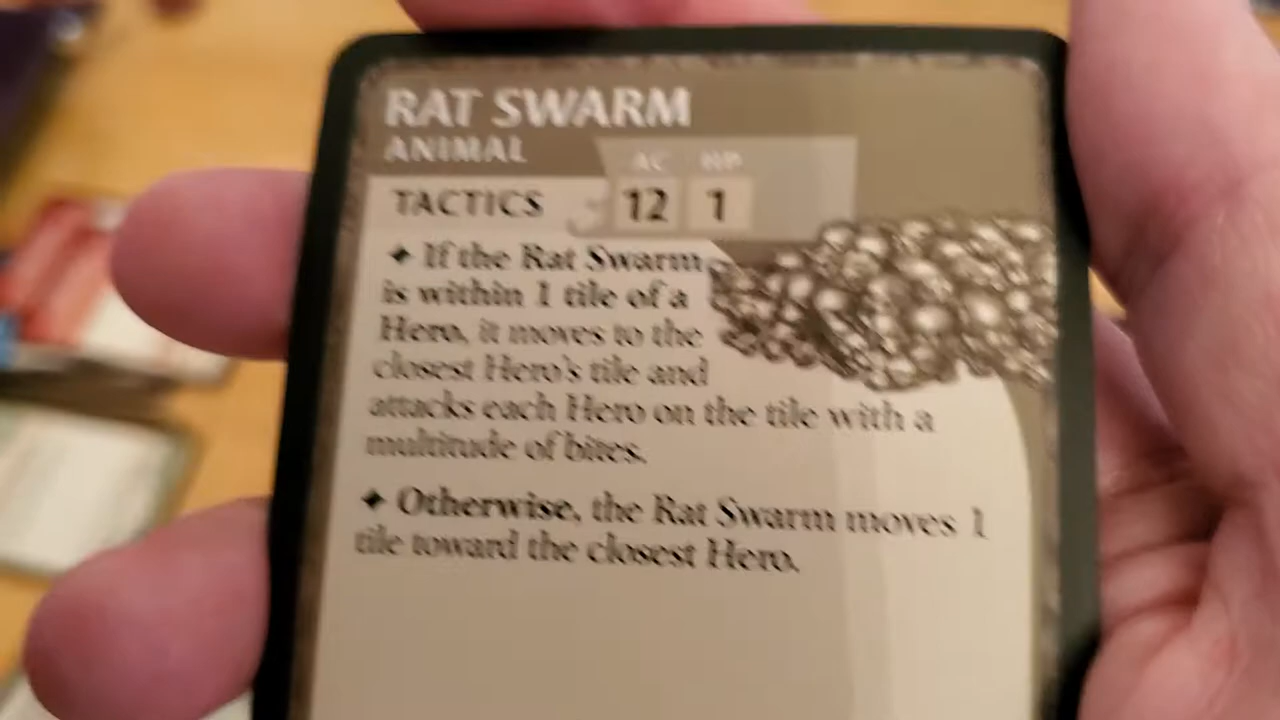 RAT SWARM
ANIMAL
AC HP
TACTICS 12 1
◆ If the Rat Swarm
is within 1 tile of a
Hero, it moves to the
closest Hero's tile and
attacks each Hero on the tile with a
multitude of bites.
◆ Otherwise, the Rat Swarm moves 1
tile toward the closest Hero.